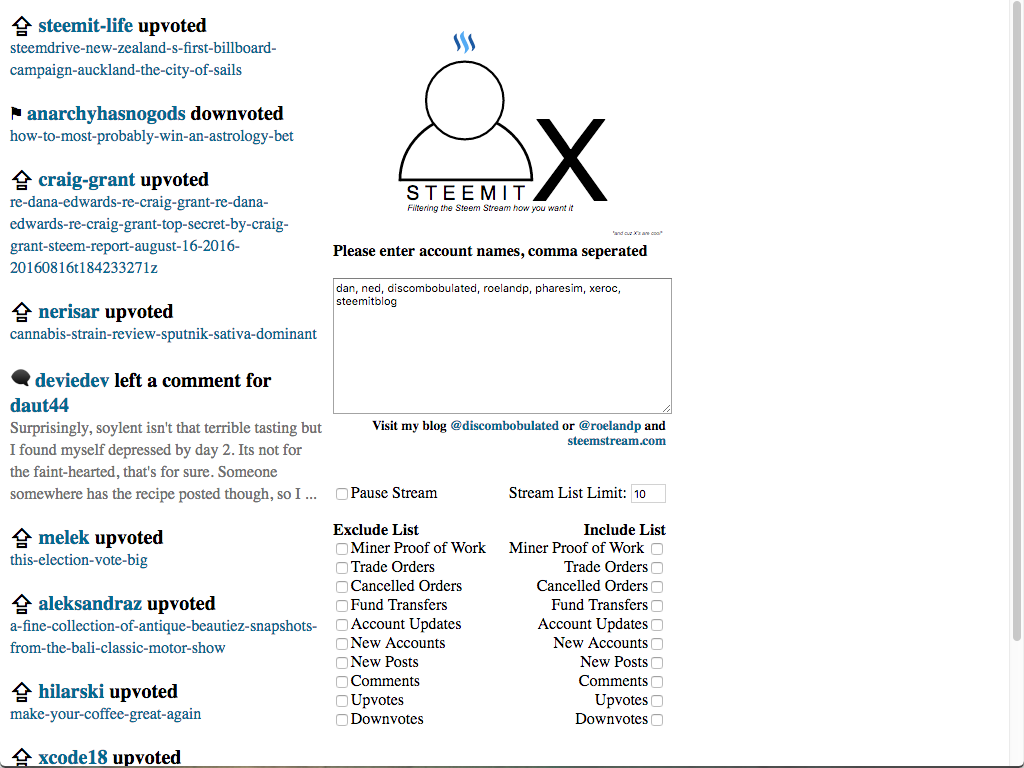 steemit-life upvoted
steemdrive-new-zealand-s-first-billboard-
campaign-auckland-the-city-of-sails
anarchyhasnogods downvoted
how-to-most-probably-win-an-astrology-bet
craig-grant upvoted
re-dana-edwards-re-craig-grant-re-dana-
edwards-re-craig-grant-top-secret-by-craig-
grant-steem-report-august-16-2016-
20160816t184233271z
nerisar upvoted
cannabis-strain-review-sputnik-sativa-dominant
deviedev left a comment for
daut44
Surprisingly, soylent isn't that terrible tasting but
I found myself depressed by day 2. Its not for
the faint-hearted, that's for sure. Someone
somewhere has the recipe posted though, so I ...
melek upvoted
this-election-vote-big
aleksandraz upvoted
a-fine-collection-of-antique-beautiez-snapshots-
from-the-bali-classic-motor-show
hilarski upvoted
make-your-coffee-great-again
xcode18 upvoted
STEEMIT X
Filtering the Steem Stream how you want it
*and cuz X's are cool*
Please enter account names, comma seperated
dan, ned, discombobulated, roelandp, pharesim, xeroc,
steemitblog
Visit my blog @discombobulated or @roelandp and
steemstream.com
Pause Stream Stream List Limit: 10
Exclude List Include List
Miner Proof of Work Miner Proof of Work
Trade Orders Trade Orders
Cancelled Orders Cancelled Orders
Fund Transfers Fund Transfers
Account Updates Account Updates
New Accounts New Accounts
New Posts New Posts
Comments Comments
Upvotes Upvotes
Downvotes Downvotes